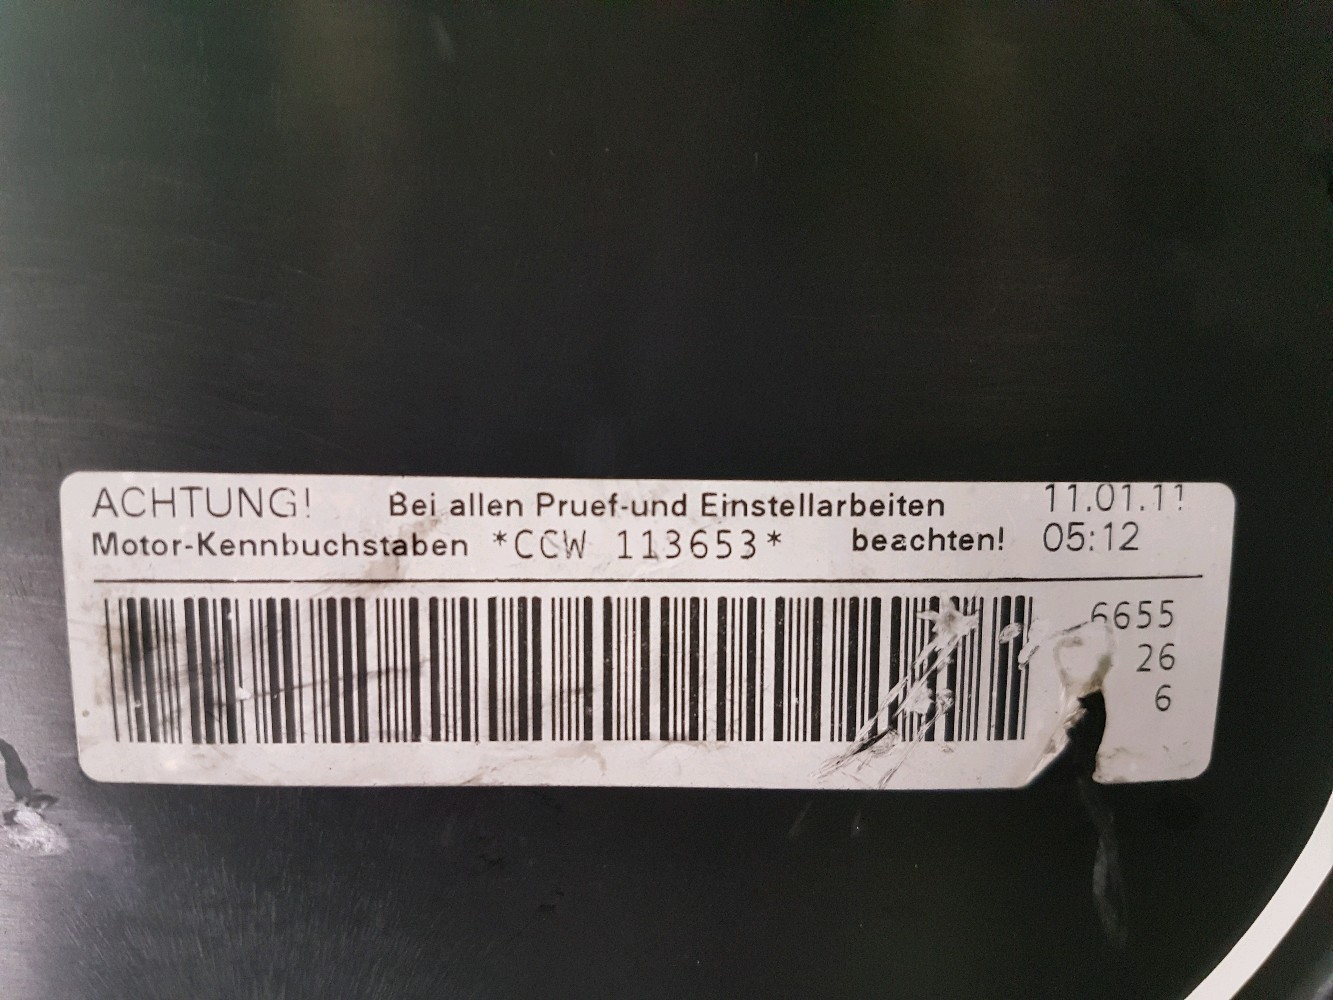 ACHTUNG! Bei allen Pruef-und Einstellarbeiten 11.01.11
Motor-Kennbuchstaben *CCW 113653* beachten! 05:12
6655
26
6